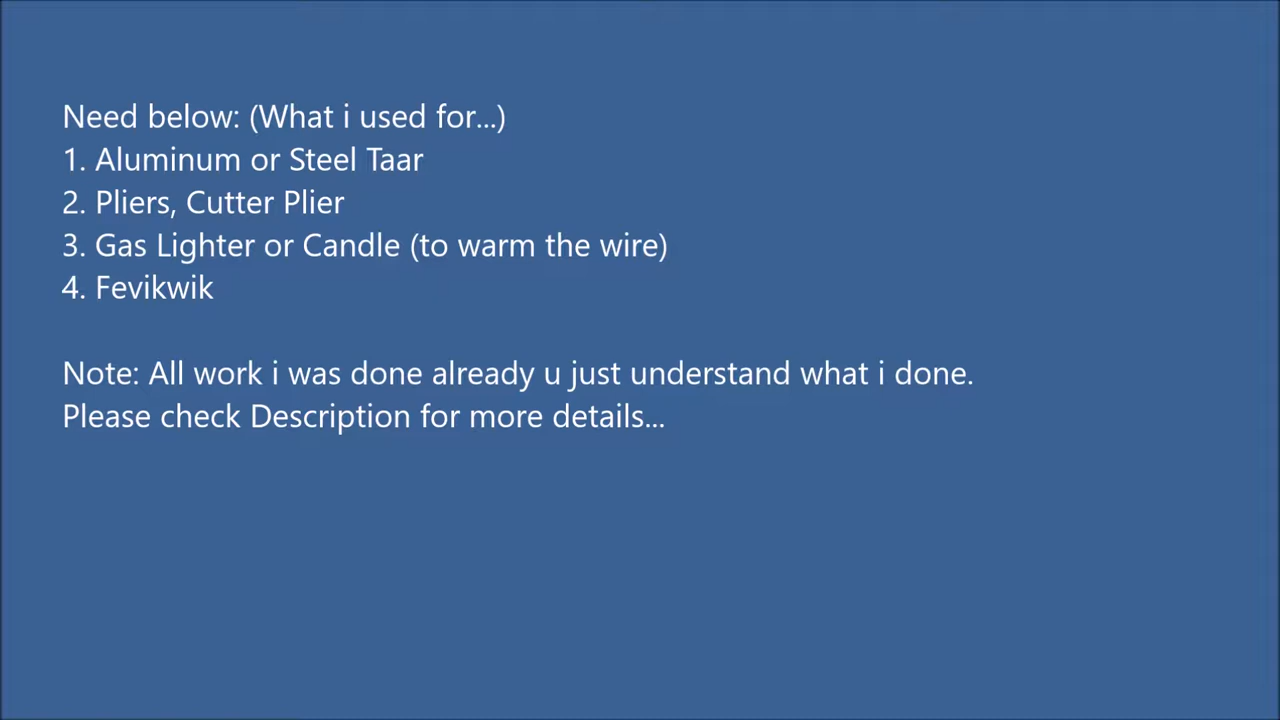 Need below: (What i used for...)
1. Aluminum or Steel Taar
2. Pliers, Cutter Plier
3. Gas Lighter or Candle (to warm the wire)
4. Fevikwik
Note: All work i was done already u just understand what i done.
Please check Description for more details...